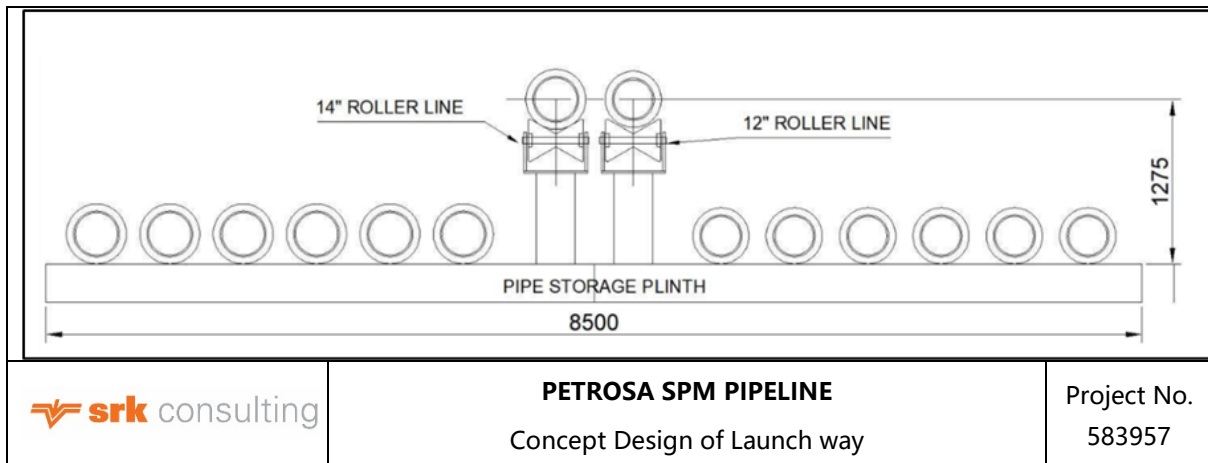 14" ROLLER LINE
12" ROLLER LINE
1275
PIPE STORAGE PLINTH
8500
srk consulting
PETROSA SPM PIPELINE
Concept Design of Launch way
Project No.
583957